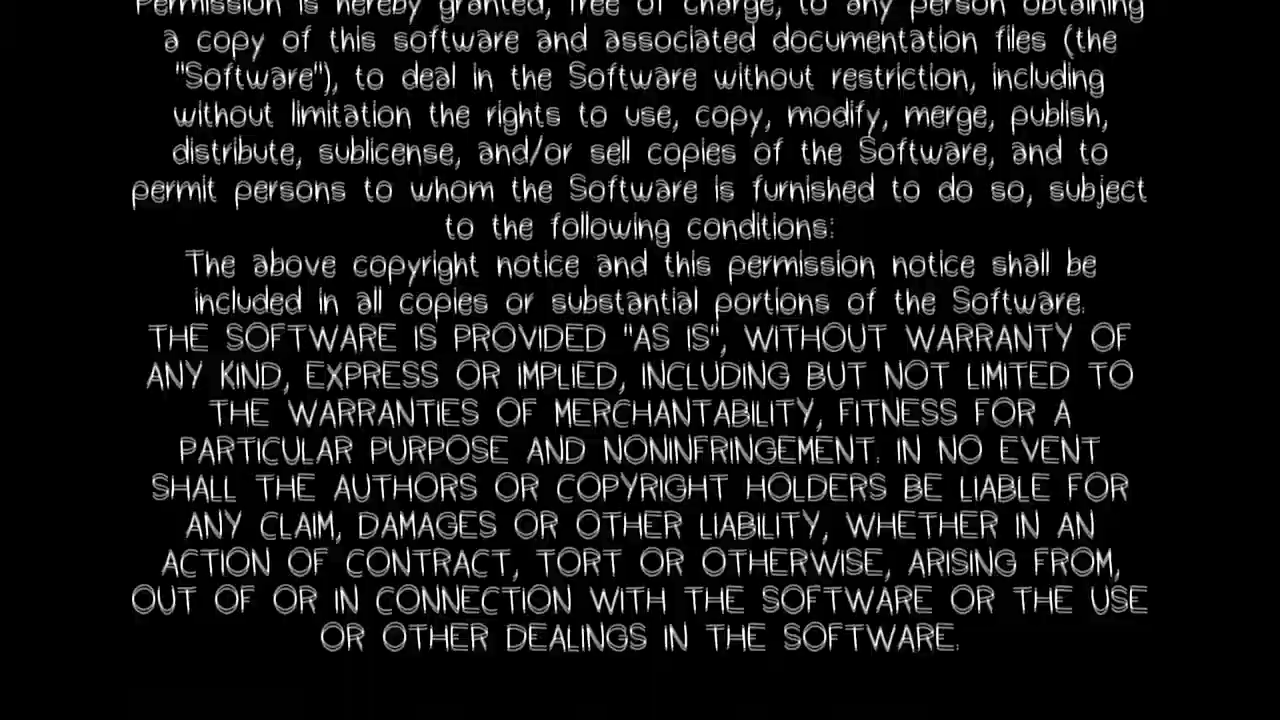 Permission is hereby granted, free of charge, to any person obtaining
a copy of this software and associated documentation files (the
"Software"), to deal in the Software without restriction, including
without limitation the rights to use, copy, modify, merge, publish,
distribute, sublicense, and/or sell copies of the Software, and to
permit persons to whom the Software is furnished to do so, subject
to the following conditions:
The above copyright notice and this permission notice shall be
included in all copies or substantial portions of the Software.
THE SOFTWARE IS PROVIDED "AS IS", WITHOUT WARRANTY OF
ANY KIND, EXPRESS OR IMPLIED, INCLUDING BUT NOT LIMITED TO
THE WARRANTIES OF MERCHANTABILITY, FITNESS FOR A
PARTICULAR PURPOSE AND NONINFRINGEMENT. IN NO EVENT
SHALL THE AUTHORS OR COPYRIGHT HOLDERS BE LIABLE FOR
ANY CLAIM, DAMAGES OR OTHER LIABILITY, WHETHER IN AN
ACTION OF CONTRACT, TORT OR OTHERWISE, ARISING FROM,
OUT OF OR IN CONNECTION WITH THE SOFTWARE OR THE USE
OR OTHER DEALINGS IN THE SOFTWARE.